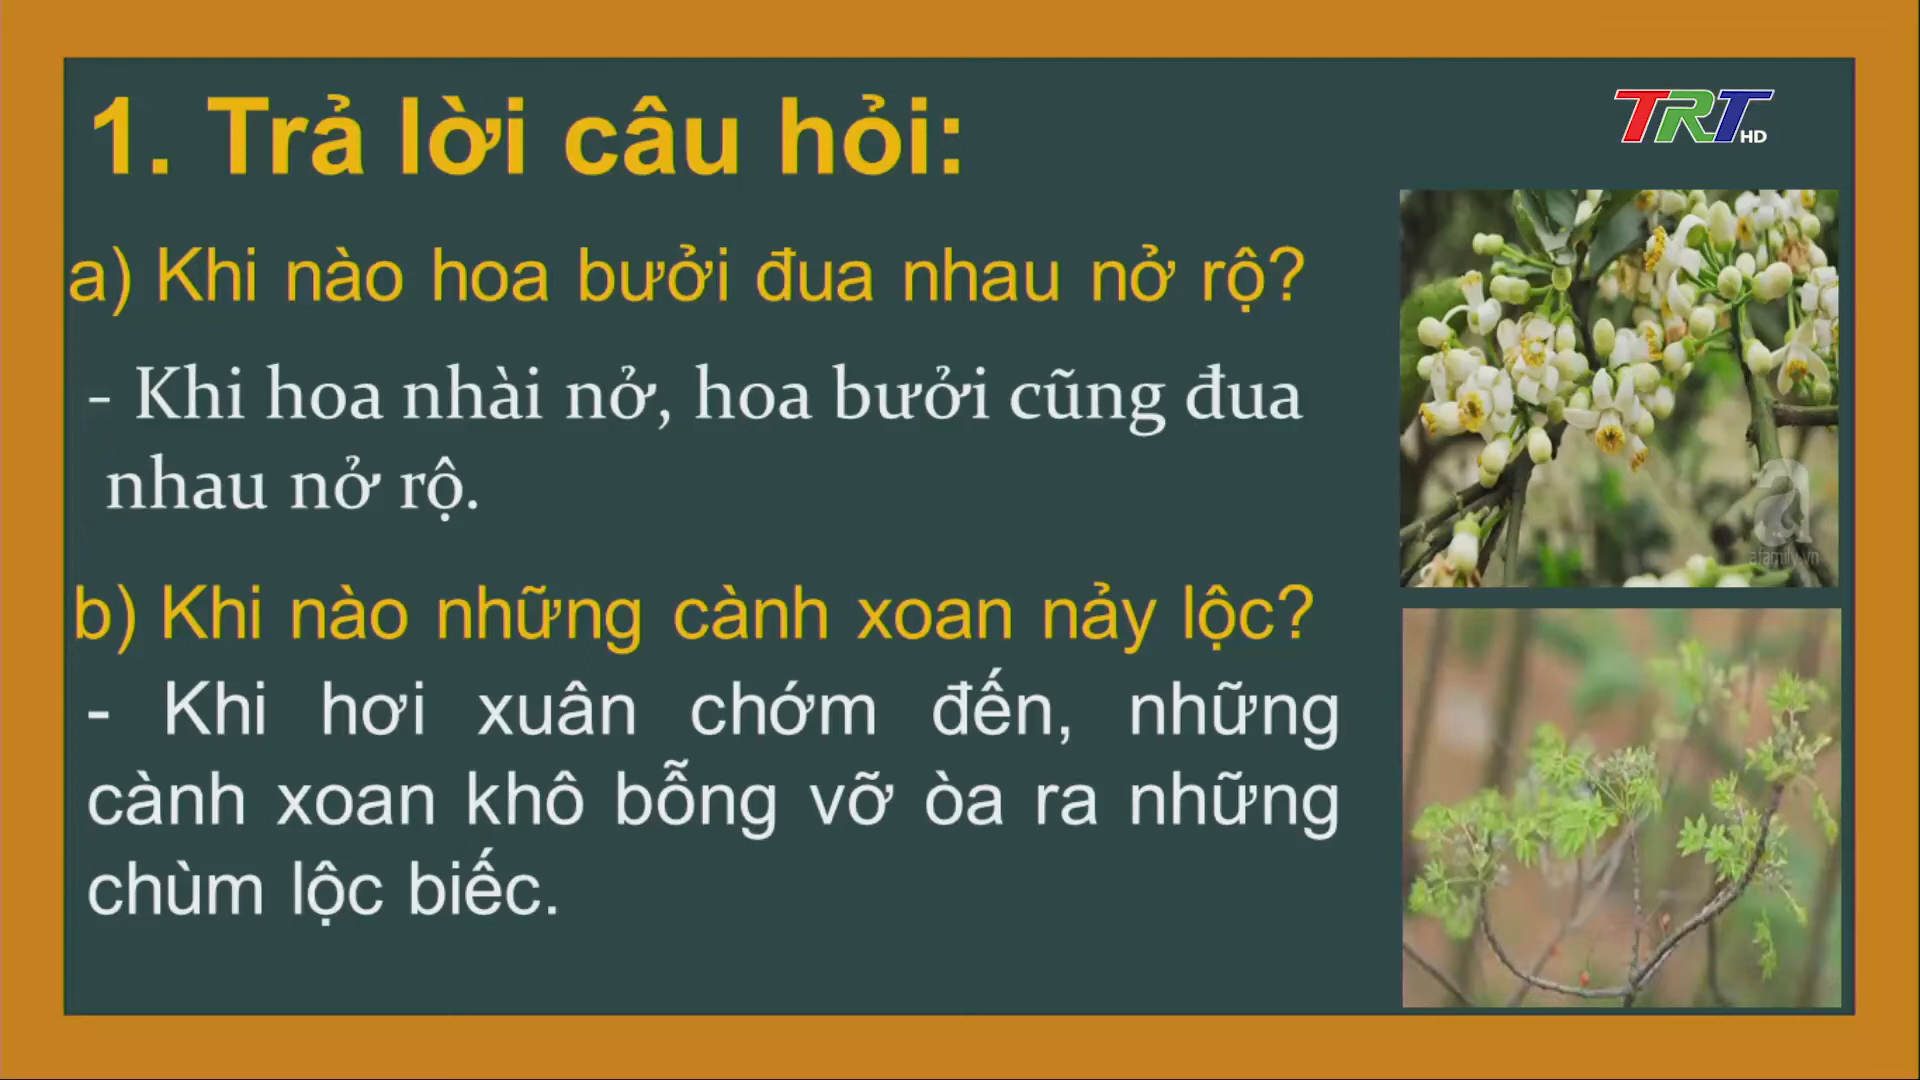 1. Trả lời câu hỏi:
TRT HD
a) Khi nào hoa bưởi đua nhau nở rộ?
- Khi hoa nhài nở, hoa bưởi cũng đua
nhau nở rộ.
a
afamily.vn
b) Khi nào những cành xoan nảy lộc?
- Khi hơi xuân chớm đến, những
cành xoan khô bỗng vỡ òa ra những
chùm lộc biếc.